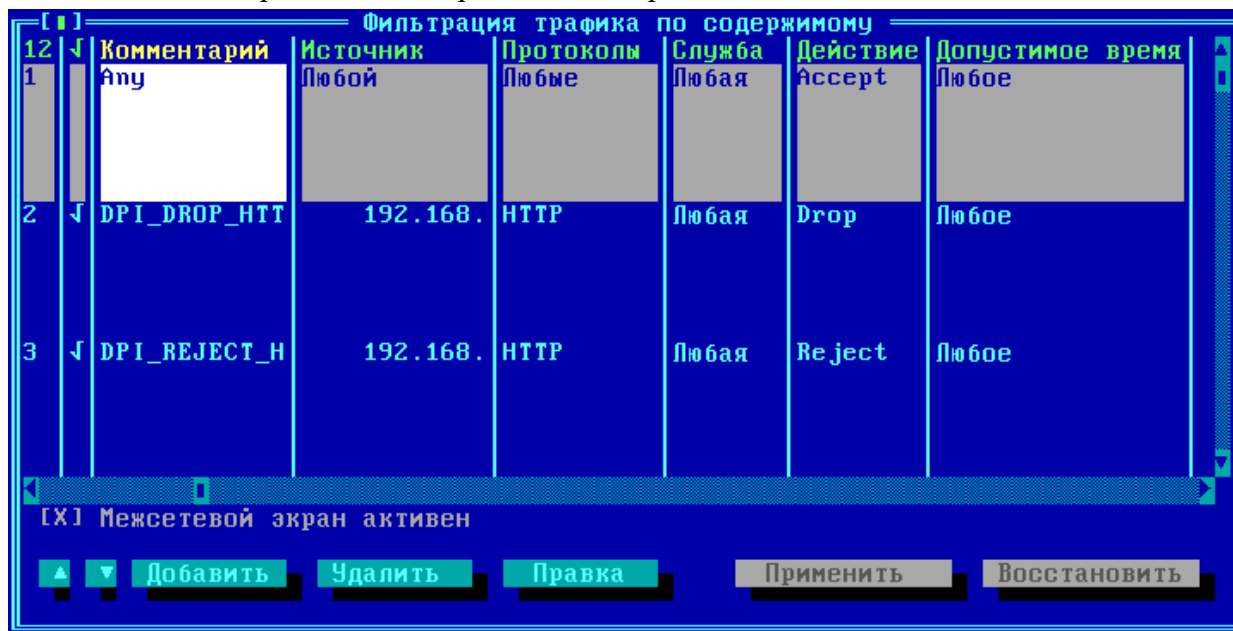 [▮] Фильтрация трафика по содержимому
12 √ Комментарий Источник Протоколы Служба Действие Допустимое время
1 Any Любой Любые Любая Accept Любое
2 √ DPI_DROP_HTT 192.168. HTTP Любая Drop Любое
3 √ DPI_REJECT_H 192.168. HTTP Любая Reject Любое
[X] Межсетевой экран активен
▲ ▼ Добавить Удалить Правка Применить Восстановить